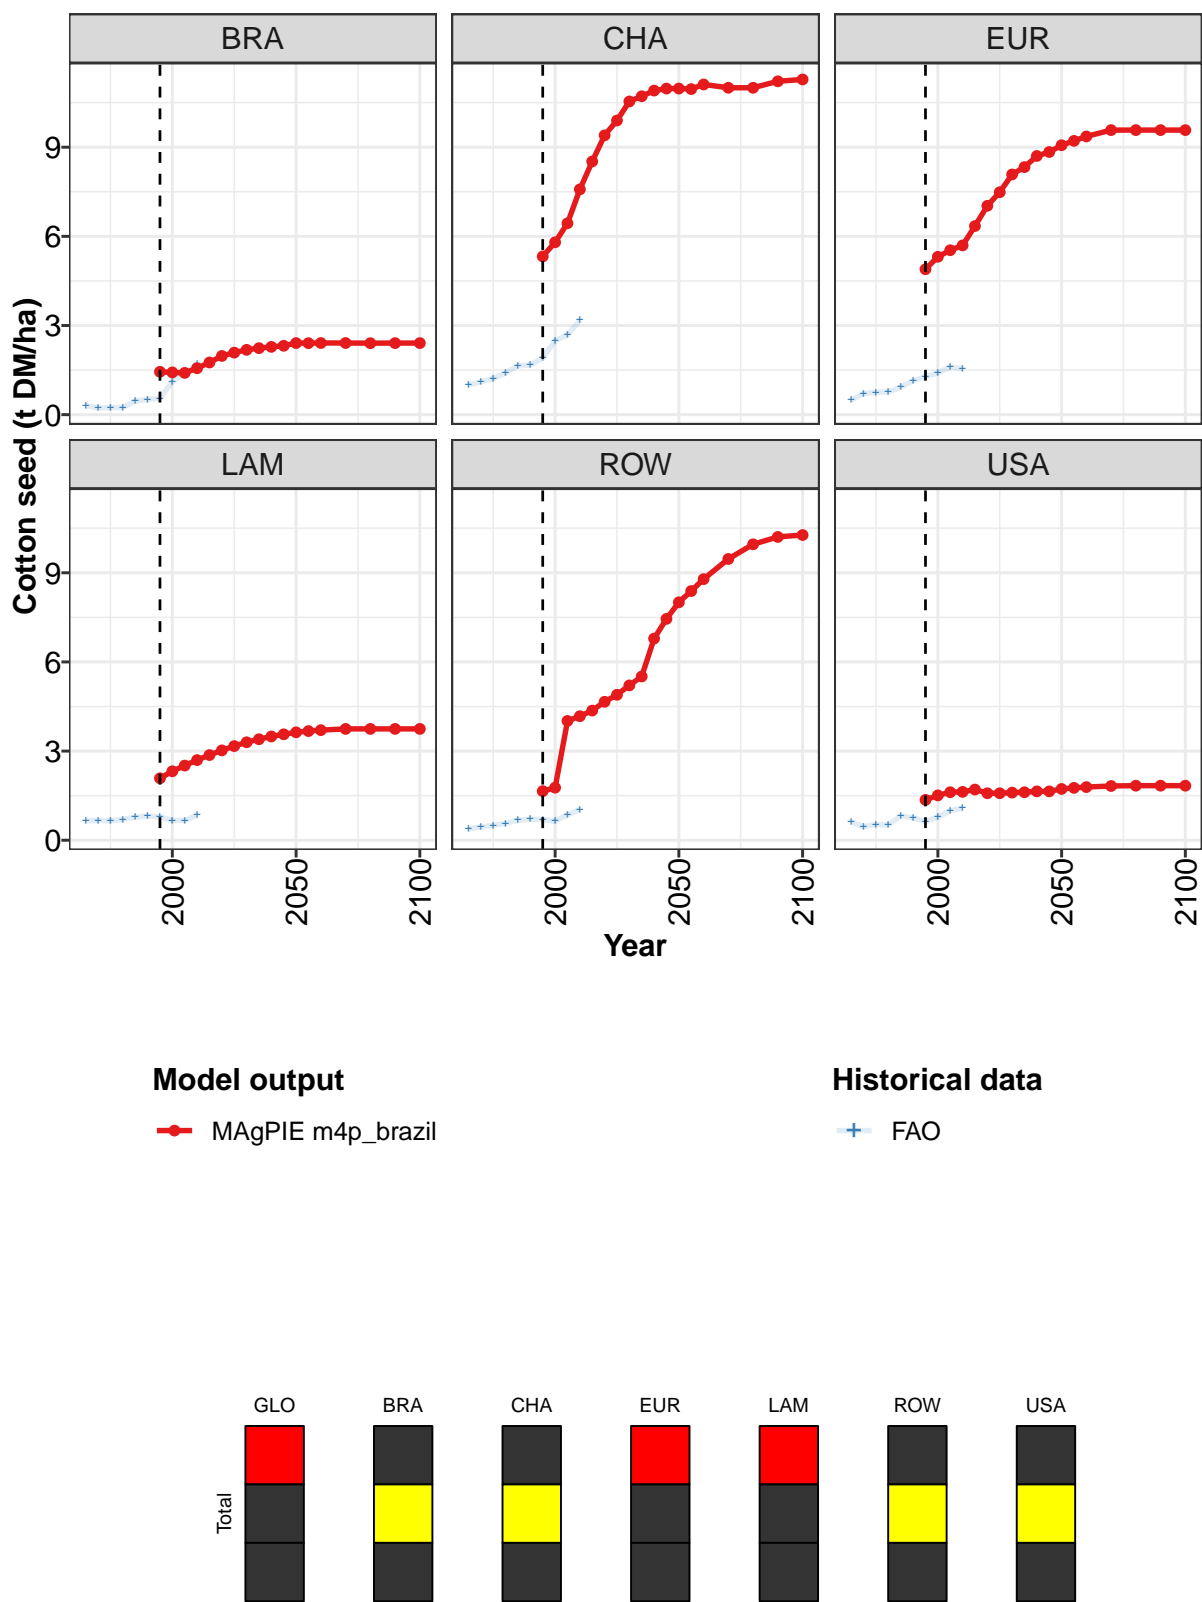 BRA CHA EUR
9
6
3
0
LAM ROW USA
9
6
3
0
Cotton seed (t DM/ha)
2000 2050 2100 2000 2050 2100 2000 2050 2100
Year
Model output Historical data
MAgPIE m4p_brazil FAO
GLO BRA CHA EUR LAM ROW USA
Total